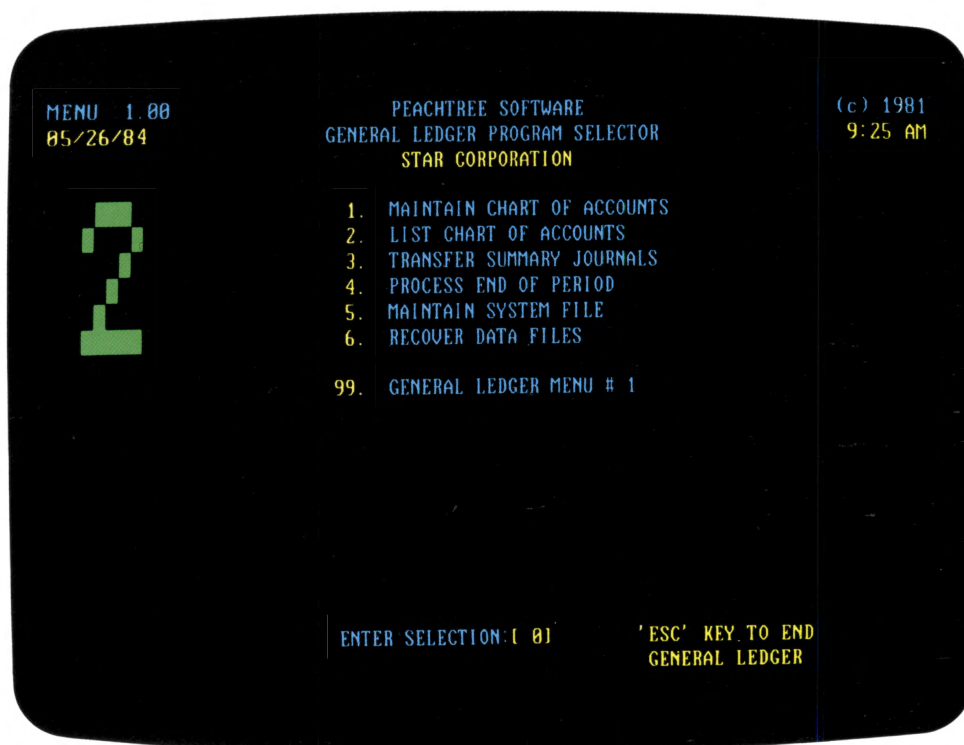 MENU 1.00
PEACHTREE SOFTWARE
(c) 1981
05/26/84
GENERAL LEDGER PROGRAM SELECTOR
9:25 AM
STAR CORPORATION
2
1. MAINTAIN CHART OF ACCOUNTS
2. LIST CHART OF ACCOUNTS
3. TRANSFER SUMMARY JOURNALS
4. PROCESS END OF PERIOD
5. MAINTAIN SYSTEM FILE
6. RECOVER DATA FILES
99. GENERAL LEDGER MENU # 1
ENTER SELECTION:[ 0]
'ESC' KEY TO END
GENERAL LEDGER